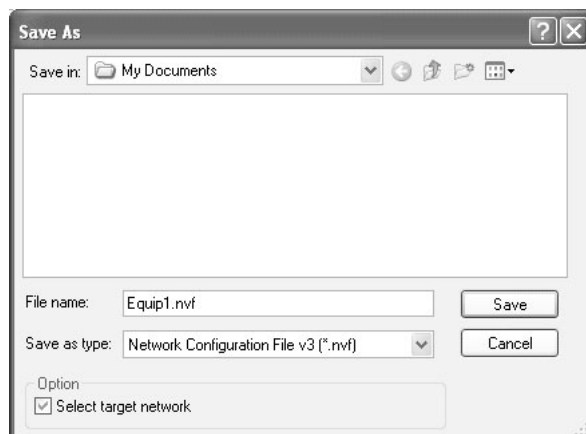 Save As
Save in: My Documents
File name: Equip1.nvf
Save
Save as type: Network Configuration File v3 (*.nvf)
Cancel
Option
Select target network